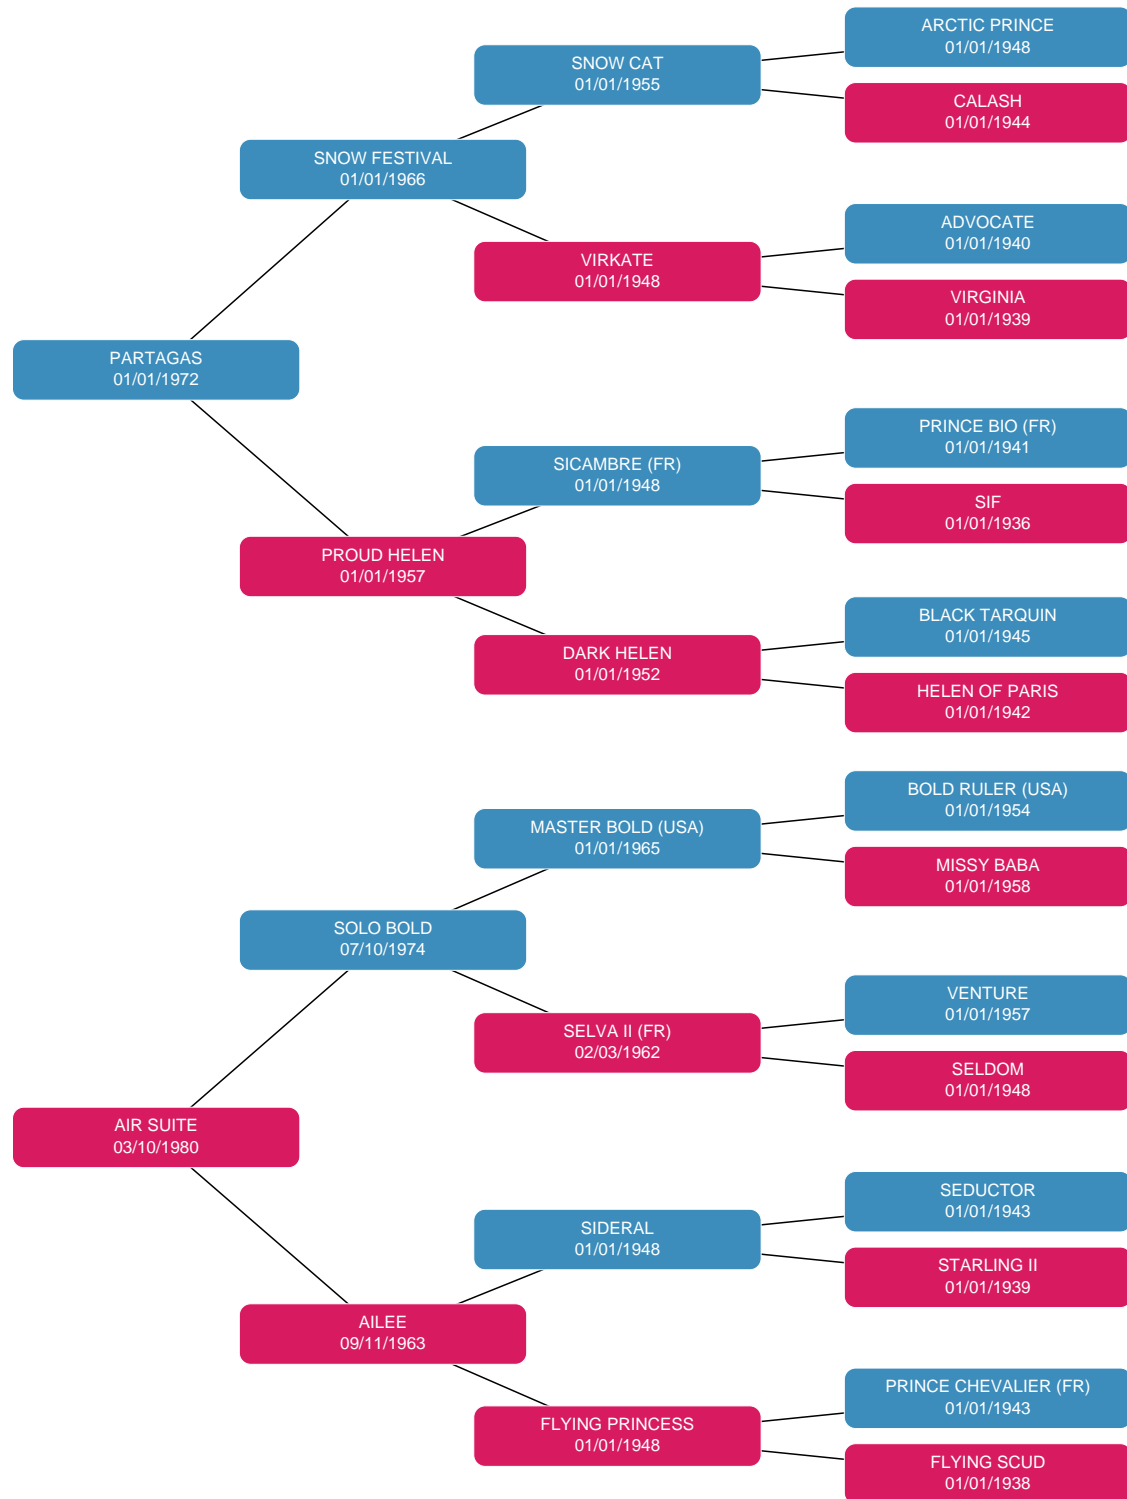 ARCTIC PRINCE
01/01/1948
SNOW CAT
01/01/1955
CALASH
01/01/1944
SNOW FESTIVAL
01/01/1966
ADVOCATE
01/01/1940
VIRKATE
01/01/1948
VIRGINIA
01/01/1939
PARTAGAS
01/01/1972
PRINCE BIO (FR)
01/01/1941
SICAMBRE (FR)
01/01/1948
SIF
01/01/1936
PROUD HELEN
01/01/1957
BLACK TARQUIN
01/01/1945
DARK HELEN
01/01/1952
HELEN OF PARIS
01/01/1942
BOLD RULER (USA)
01/01/1954
MASTER BOLD (USA)
01/01/1965
MISSY BABA
01/01/1958
SOLO BOLD
07/10/1974
VENTURE
01/01/1957
SELVA II (FR)
02/03/1962
SELDOM
01/01/1948
AIR SUITE
03/10/1980
SEDUCTOR
01/01/1943
SIDERAL
01/01/1948
STARLING II
01/01/1939
AILEE
09/11/1963
PRINCE CHEVALIER (FR)
01/01/1943
FLYING PRINCESS
01/01/1948
FLYING SCUD
01/01/1938